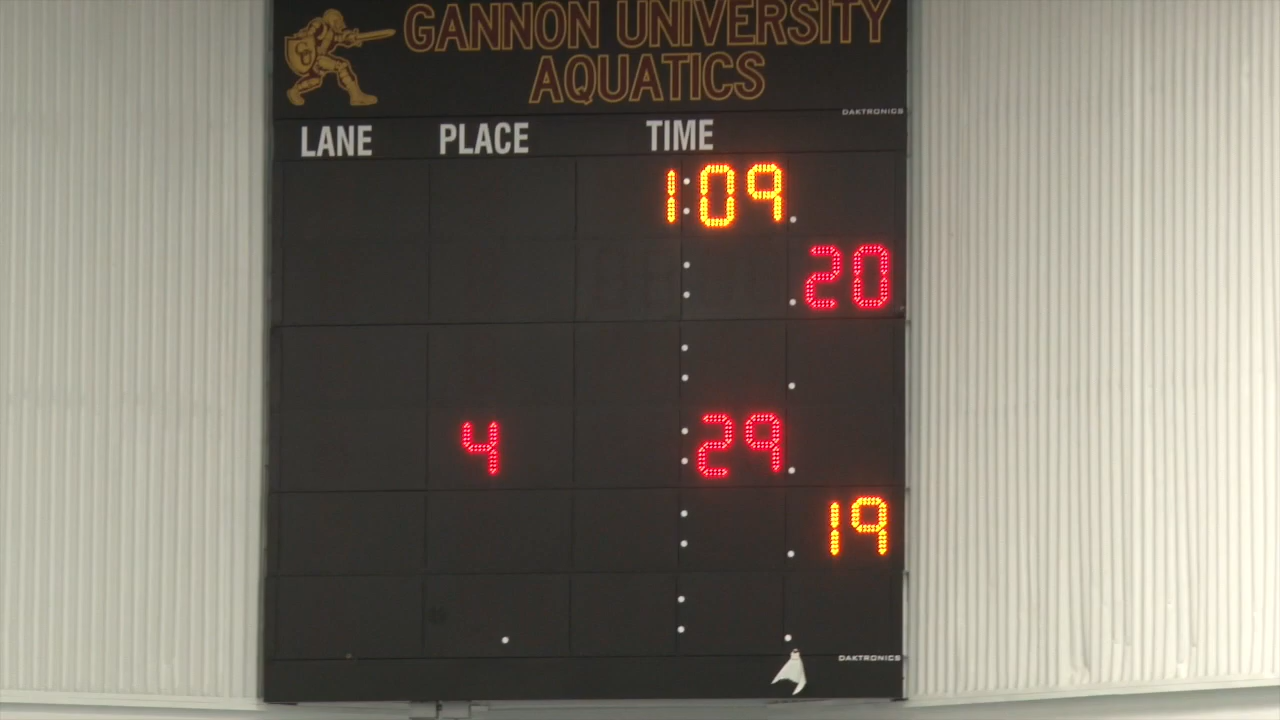 GANNON UNIVERSITY
AQUATICS
DAKTRONICS
LANE PLACE TIME
1:09.
20
4 29
19
DAKTRONICS